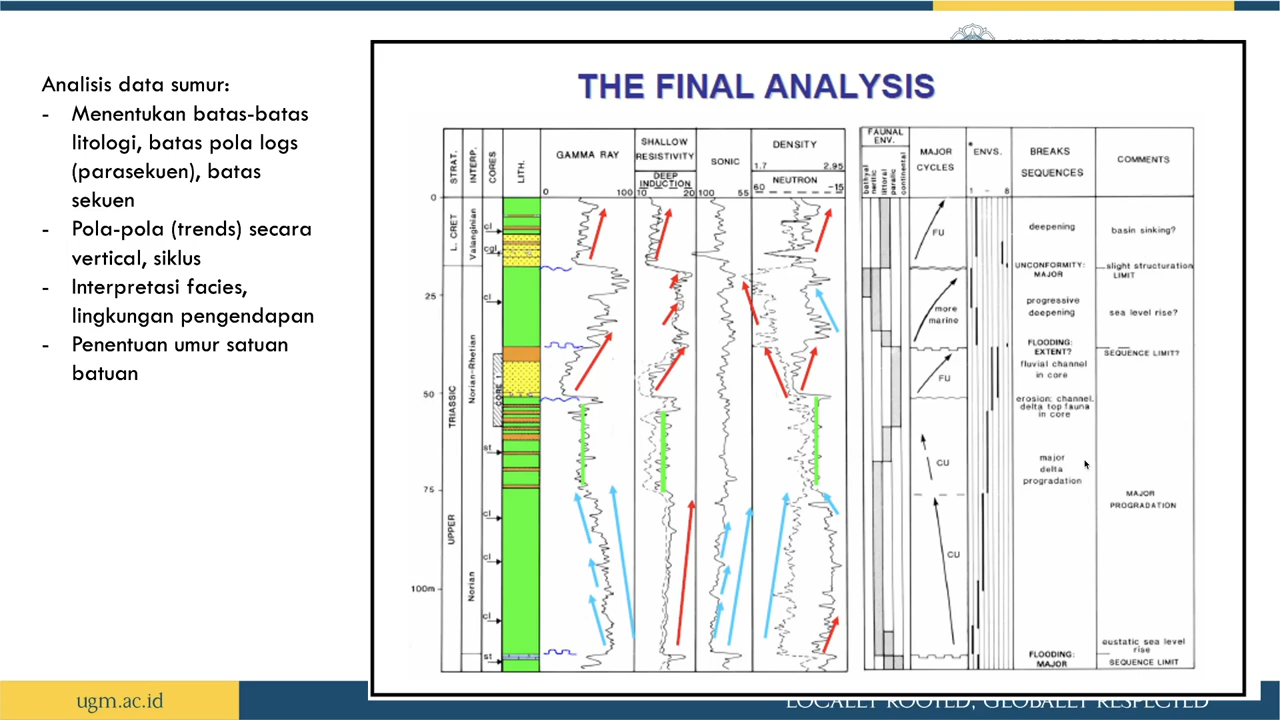 Analisis data sumur:
- Menentukan batas-batas
litologi, batas pola logs
(parasekuen), batas
sekuen
- Pola-pola (trends) secara
vertical, siklus
- Interpretasi facies,
lingkungan pengendapan
- Penentuan umur satuan
batuan
THE FINAL ANALYSIS
STRAT.
INTERP.
CORES
LITH.
GAMMA RAY
0 100
SHALLOW
RESISTIVITY
DEEP
INDUCTION
10 20
SONIC
100 55
DENSITY
1.7 2.95
NEUTRON
60 -15
FAUNAL
ENV.
bathyal
neritic
littoral
paralic
continental
MAJOR
CYCLES
* ENVS.
1 - 8
BREAKS
SEQUENCES
COMMENTS
0
25
50
75
100m
L. CRET
TRIASSIC
UPPER
Valanginian
Norian-Rhetian
Norian
cl
cgl
cl
CORE 1
st
cl
cl
cl
st
FU
more
marine
FU
CU
CU
deepening
UNCONFORMITY:
MAJOR
progressive
deepening
FLOODING:
EXTENT?
fluvial channel
in core
erosion: channel,
delta top fauna
in core
major
delta
progradation
FLOODING:
MAJOR
basin sinking?
slight structuration
LIMIT
sea level rise?
SEQUENCE LIMIT?
MAJOR
PROGRADATION
eustatic sea level
rise
SEQUENCE LIMIT
ugm.ac.id
LOCALLY ROOTED, GLOBALLY RESPECTED